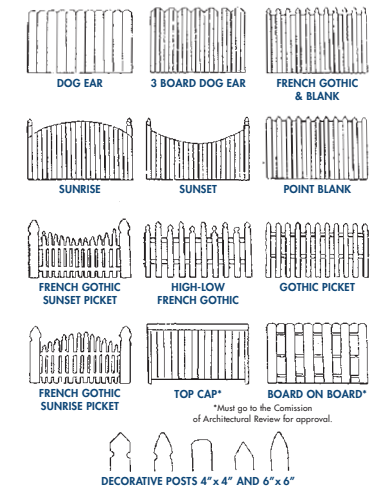 DOG EAR
3 BOARD DOG EAR
FRENCH GOTHIC
& BLANK
SUNRISE
SUNSET
POINT BLANK
FRENCH GOTHIC
SUNSET PICKET
HIGH-LOW
FRENCH GOTHIC
GOTHIC PICKET
FRENCH GOTHIC
SUNRISE PICKET
TOP CAP*
BOARD ON BOARD*
*Must go to the Comission
of Architectural Review for approval.
DECORATIVE POSTS 4”x 4” AND 6”x 6”